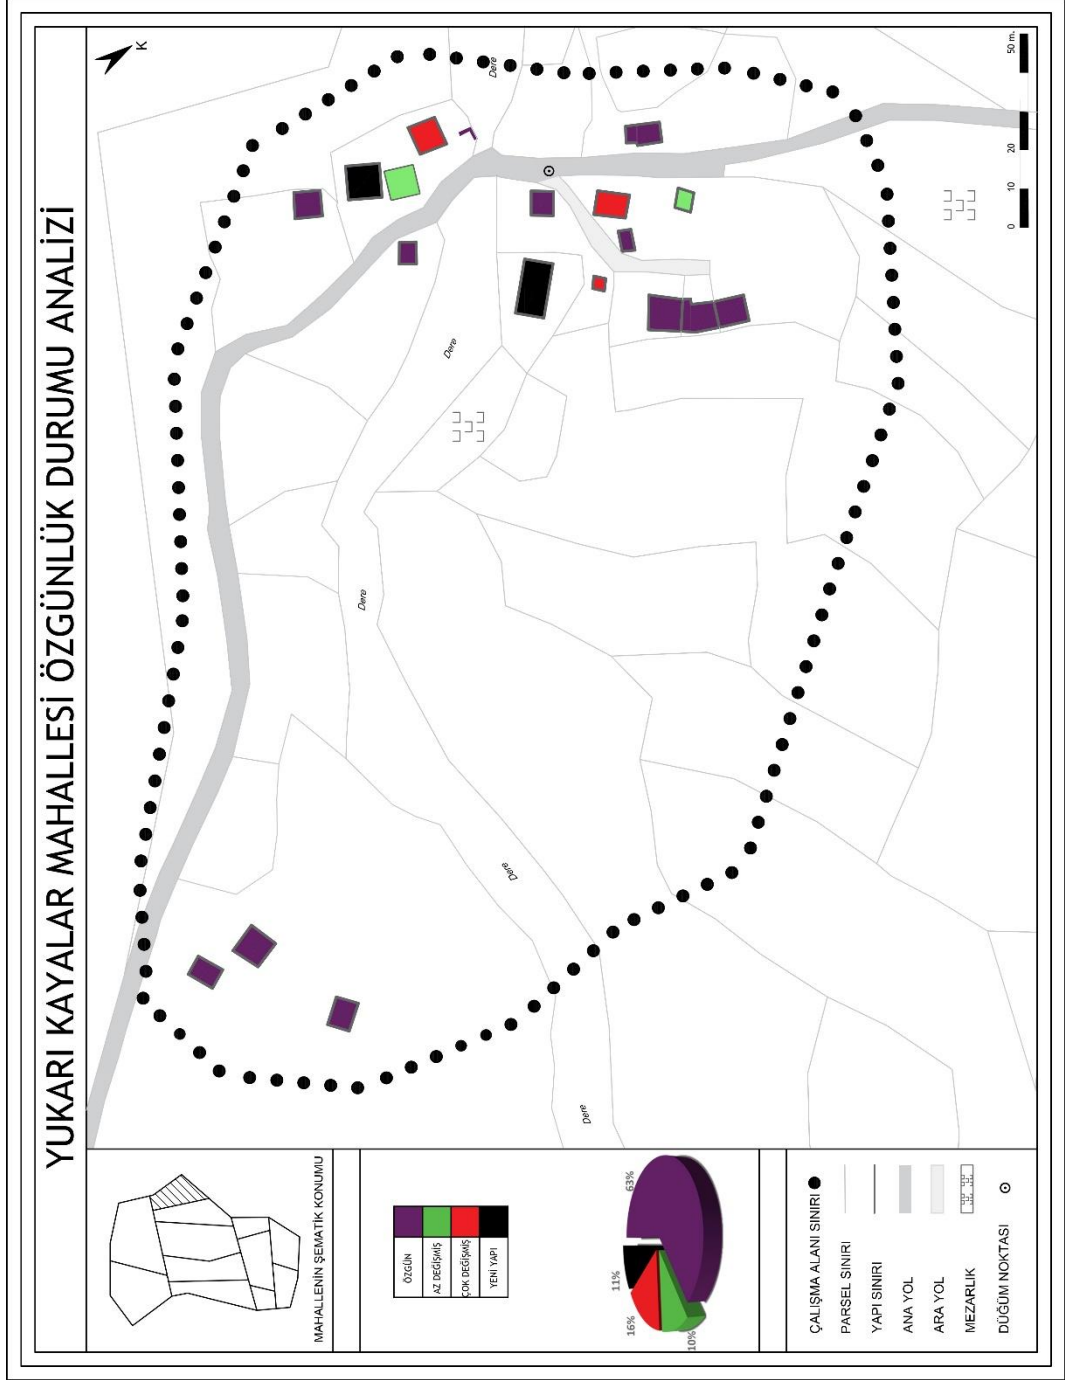 YUKARI KAYALAR MAHALLESİ ÖZGÜNLÜK DURUMU ANALİZİ
K
Dere
Dere
Dere
Dere
Dere
0 10 20 50 m.
MAHALLENİN ŞEMATİK KONUMU
ÖZGÜN
AZ DEĞİŞMİŞ
ÇOK DEĞİŞMİŞ
YENİ YAPI
63%
11%
16%
10%
ÇALIŞMA ALANI SINIRI
PARSEL SINIRI
YAPI SINIRI
ANA YOL
ARA YOL
MEZARLIK
DÜĞÜM NOKTASI